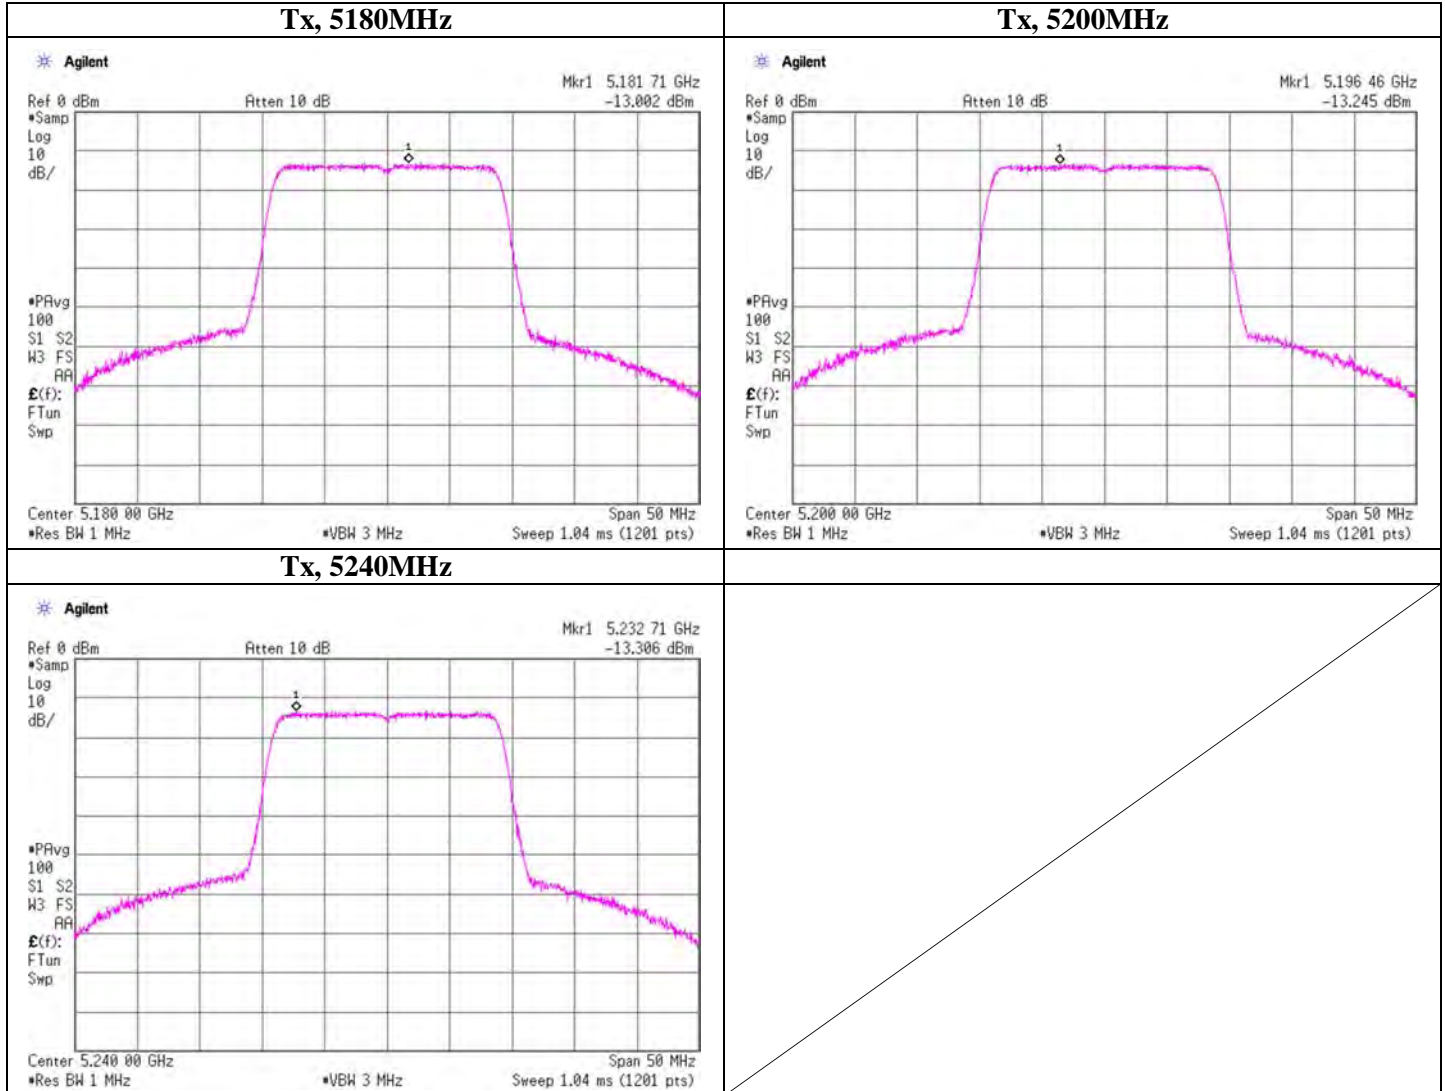 Tx, 5180MHz
Agilent
Mkr1 5.181 71 GHz
Ref 0 dBm Atten 10 dB -13.002 dBm
*Samp
Log
10
dB/
1
*PAvg
100
S1 S2
W3 FS
AA
£(f):
FTun
Swp
Center 5.180 00 GHz Span 50 MHz
*Res BW 1 MHz *VBW 3 MHz Sweep 1.04 ms (1201 pts)
Tx, 5200MHz
Agilent
Mkr1 5.196 46 GHz
Ref 0 dBm Atten 10 dB -13.245 dBm
*Samp
Log
10
dB/
1
*PAvg
100
S1 S2
W3 FS
AA
£(f):
FTun
Swp
Center 5.200 00 GHz Span 50 MHz
*Res BW 1 MHz *VBW 3 MHz Sweep 1.04 ms (1201 pts)
Tx, 5240MHz
Agilent
Mkr1 5.232 71 GHz
Ref 0 dBm Atten 10 dB -13.306 dBm
*Samp
Log
10
dB/
1
*PAvg
100
S1 S2
W3 FS
AA
£(f):
FTun
Swp
Center 5.240 00 GHz Span 50 MHz
*Res BW 1 MHz *VBW 3 MHz Sweep 1.04 ms (1201 pts)